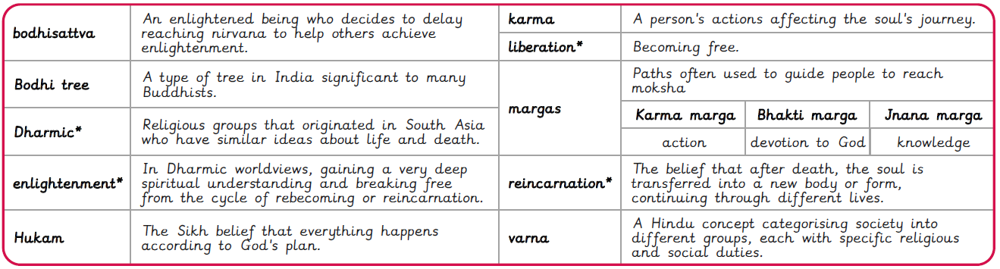 bodhisattva
An enlightened being who decides to delay
reaching nirvana to help others achieve
enlightenment.
Bodhi tree
A type of tree in India significant to many
Buddhists.
Dharmic*
Religious groups that originated in South Asia
who have similar ideas about life and death.
enlightenment*
In Dharmic worldviews, gaining a very deep
spiritual understanding and breaking free
from the cycle of rebecoming or reincarnation.
Hukam
The Sikh belief that everything happens
according to God's plan.
karma
A person's actions affecting the soul's journey.
liberation*
Becoming free.
margas
Paths often used to guide people to reach
moksha
Karma marga Bhakti marga Jnana marga
action devotion to God knowledge
reincarnation*
The belief that after death, the soul is
transferred into a new body or form,
continuing through different lives.
varna
A Hindu concept categorising society into
different groups, each with specific religious
and social duties.